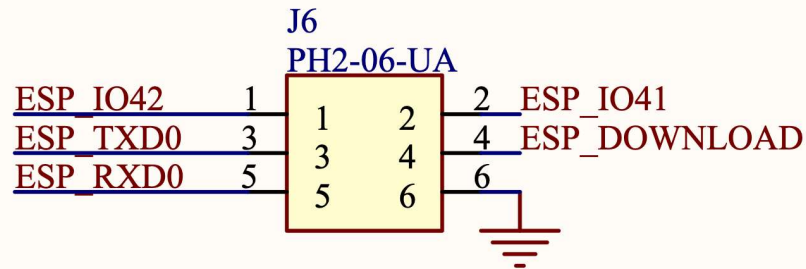 J6
PH2-06-UA
ESP_IO42 1 1 2 2 ESP_IO41
ESP_TXD0 3 3 4 4 ESP_DOWNLOAD
ESP_RXD0 5 5 6 6